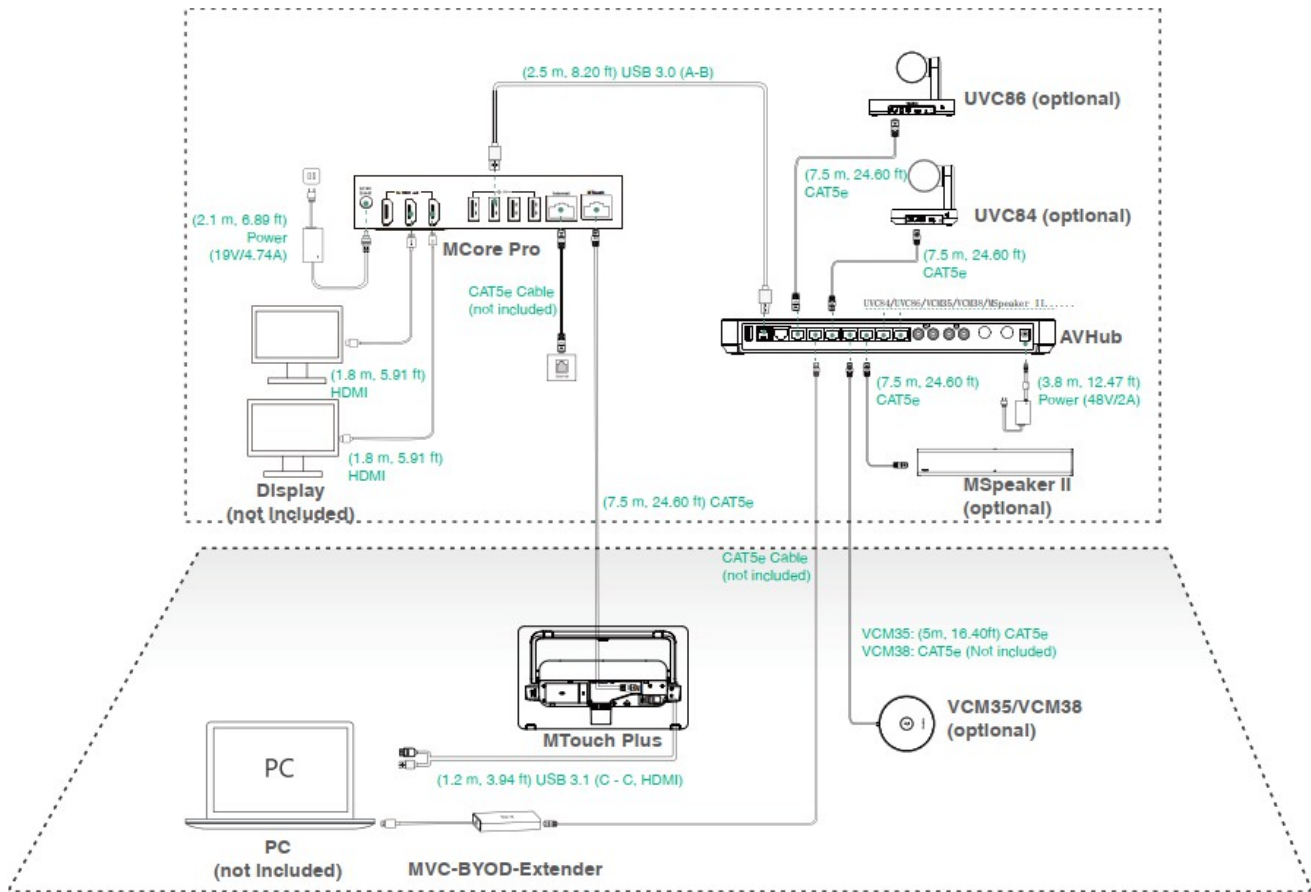 (2.5 m, 8.20 ft) USB 3.0 (A-B)
UVC86 (optional)
(7.5 m, 24.60 ft)
CAT5e
UVC84 (optional)
(7.5 m, 24.60 ft)
CAT5e
(2.1 m, 6.89 ft)
Power
(19V/4.74A)
MCore Pro
CAT5e Cable
(not included)
UVC84/UVC86/VCM35/VCM38/MSpeaker II......
AVHub
(1.8 m, 5.91 ft)
HDMI
(7.5 m, 24.60 ft)
CAT5e
(3.8 m, 12.47 ft)
Power (48V/2A)
(1.8 m, 5.91 ft)
HDMI
Display
(not included)
MSpeaker II
(optional)
(7.5 m, 24.60 ft) CAT5e
CAT5e Cable
(not included)
VCM35: (5m, 16.40ft) CAT5e
VCM38: CAT5e (Not included)
VCM35/VCM38
(optional)
MTouch Plus
PC
(1.2 m, 3.94 ft) USB 3.1 (C - C, HDMI)
PC
(not included)
MVC-BYOD-Extender